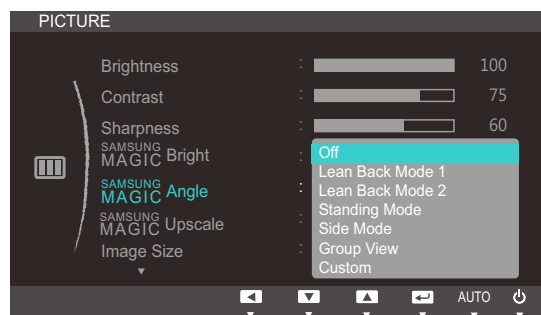 PICTURE
Brightness : 100
Contrast : 75
Sharpness : 60
SAMSUNG
MAGIC Bright :
SAMSUNG
MAGIC Angle :
SAMSUNG
MAGIC Upscale :
Image Size :
Off
Lean Back Mode 1
Lean Back Mode 2
Standing Mode
Side Mode
Group View
Custom
AUTO